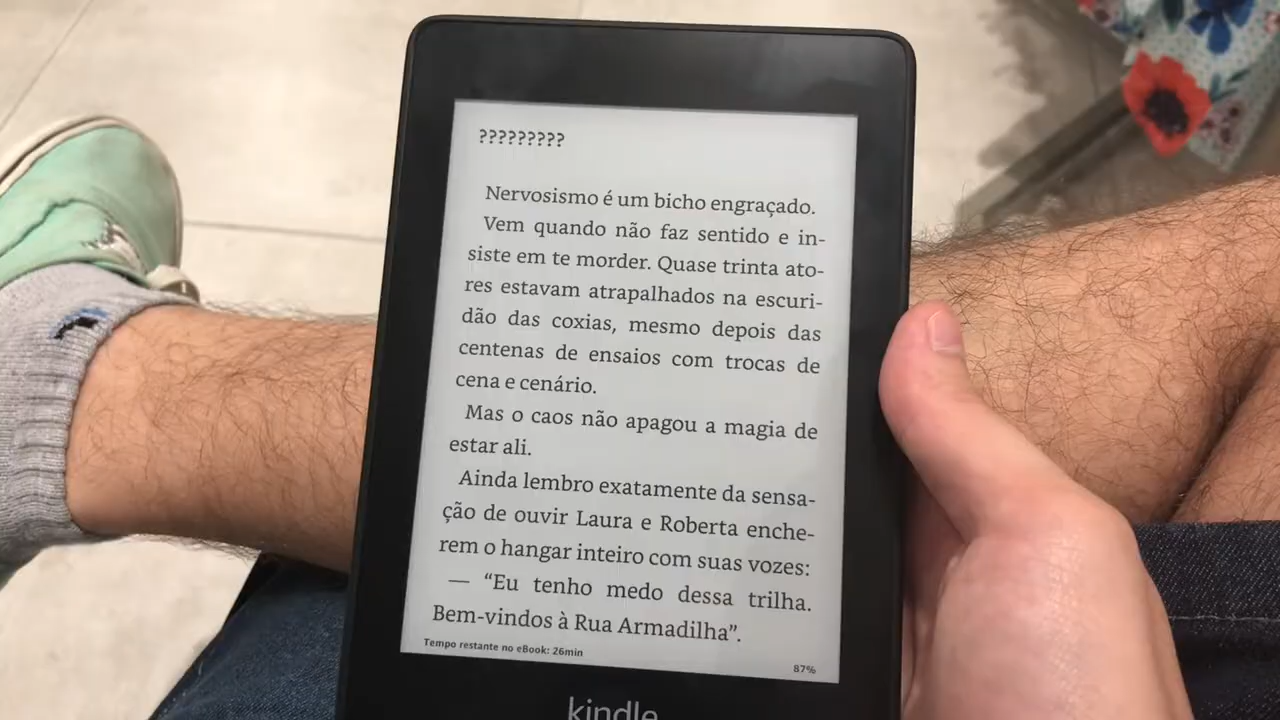 ?????????
Nervosismo é um bicho engraçado.
Vem quando não faz sentido e in-
siste em te morder. Quase trinta ato-
res estavam atrapalhados na escuri-
dão das coxias, mesmo depois das
centenas de ensaios com trocas de
cena e cenário.
Mas o caos não apagou a magia de
estar ali.
Ainda lembro exatamente da sensa-
ção de ouvir Laura e Roberta enche-
rem o hangar inteiro com suas vozes:
— “Eu tenho medo dessa trilha.
Bem-vindos à Rua Armadilha”.
Tempo restante no eBook: 26min
87%
kindle